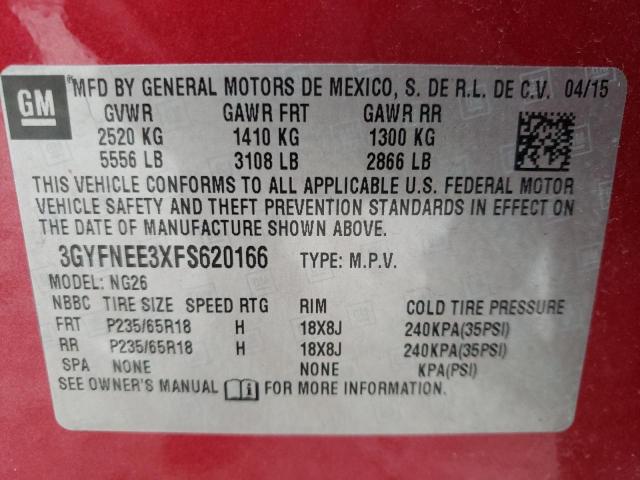 GM
® MFD BY GENERAL MOTORS DE MEXICO, S. DE R.L. DE C.V. 04/15
GVWR GAWR FRT GAWR RR
2520 KG 1410 KG 1300 KG
5556 LB 3108 LB 2866 LB
THIS VEHICLE CONFORMS TO ALL APPLICABLE U.S. FEDERAL MOTOR
VEHICLE SAFETY AND THEFT PREVENTION STANDARDS IN EFFECT ON
THE DATE OF MANUFACTURE SHOWN ABOVE.
3GYFNEE3XFS620166 TYPE: M.P.V.
MODEL: NG26
NBBC TIRE SIZE SPEED RTG RIM COLD TIRE PRESSURE
FRT P235/65R18 H 18X8J 240KPA(35PSI)
RR P235/65R18 H 18X8J 240KPA(35PSI)
SPA NONE NONE KPA(PSI)
SEE OWNER'S MANUAL FOR MORE INFORMATION.